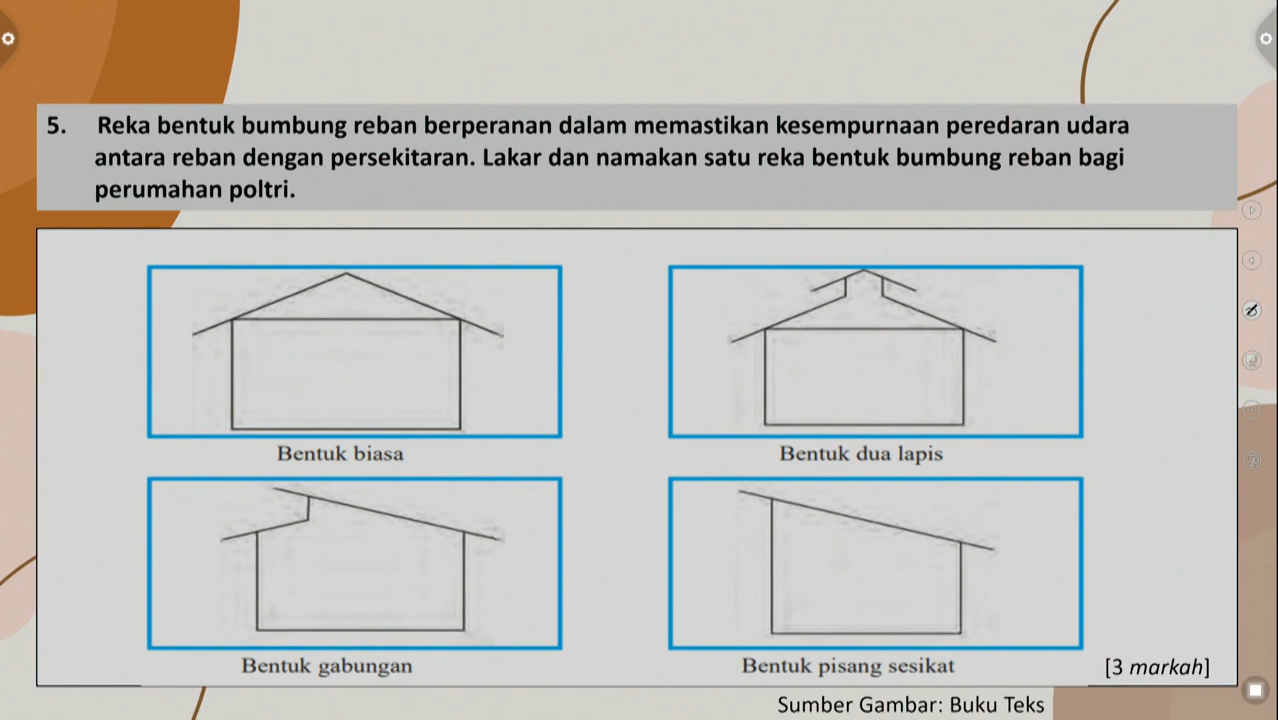 5. Reka bentuk bumbung reban berperanan dalam memastikan kesempurnaan peredaran udara
antara reban dengan persekitaran. Lakar dan namakan satu reka bentuk bumbung reban bagi
perumahan poltri.
Bentuk biasa
Bentuk dua lapis
Bentuk gabungan
Bentuk pisang sesikat
[3 markah]
Sumber Gambar: Buku Teks